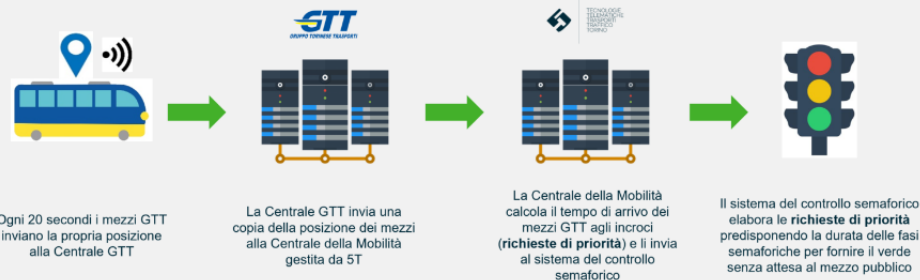 GTT
GRUPPO TORINESE TRASPORTI
TECNOLOGIE
TELEMATICHE
TRASPORTI
TRAFFICO
TORINO
Ogni 20 secondi i mezzi GTT
inviano la propria posizione
alla Centrale GTT
La Centrale GTT invia una
copia della posizione dei mezzi
alla Centrale della Mobilità
gestita da 5T
La Centrale della Mobilità
calcola il tempo di arrivo dei
mezzi GTT agli incroci
(richieste di priorità) e li invia
al sistema del controllo
semaforico
Il sistema del controllo semaforico
elabora le richieste di priorità
predisponendo la durata delle fasi
semaforiche per fornire il verde
senza attesa al mezzo pubblico